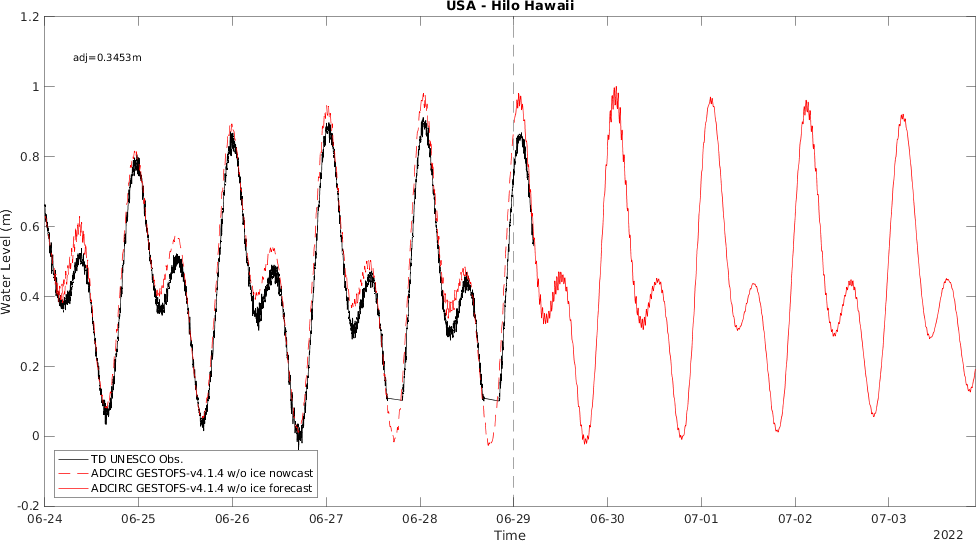 USA - Hilo Hawaii
1.2
adj=0.3453m
1
0.8
0.6
Water Level (m)
0.4
0.2
0
TD UNESCO Obs.
ADCIRC GESTOFS-v4.1.4 w/o ice nowcast
ADCIRC GESTOFS-v4.1.4 w/o ice forecast
-0.2
06-24 06-25 06-26 06-27 06-28 06-29 06-30 07-01 07-02 07-03
Time
2022